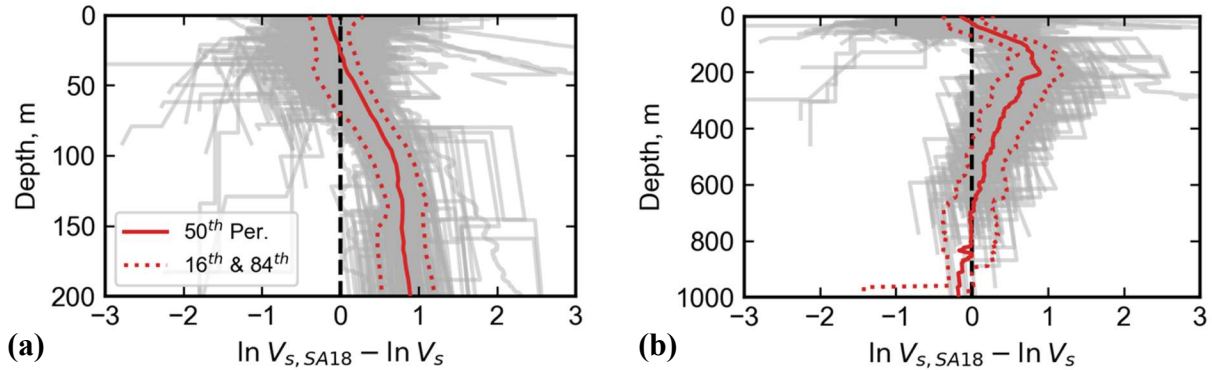 0
50
100
150
200
Depth, m
50th Per.
16th & 84th
−3 −2 −1 0 1 2 3
ln Vs,SA18 − ln Vs
(a)
0
200
400
600
800
1000
Depth, m
−3 −2 −1 0 1 2 3
ln Vs,SA18 − ln Vs
(b)